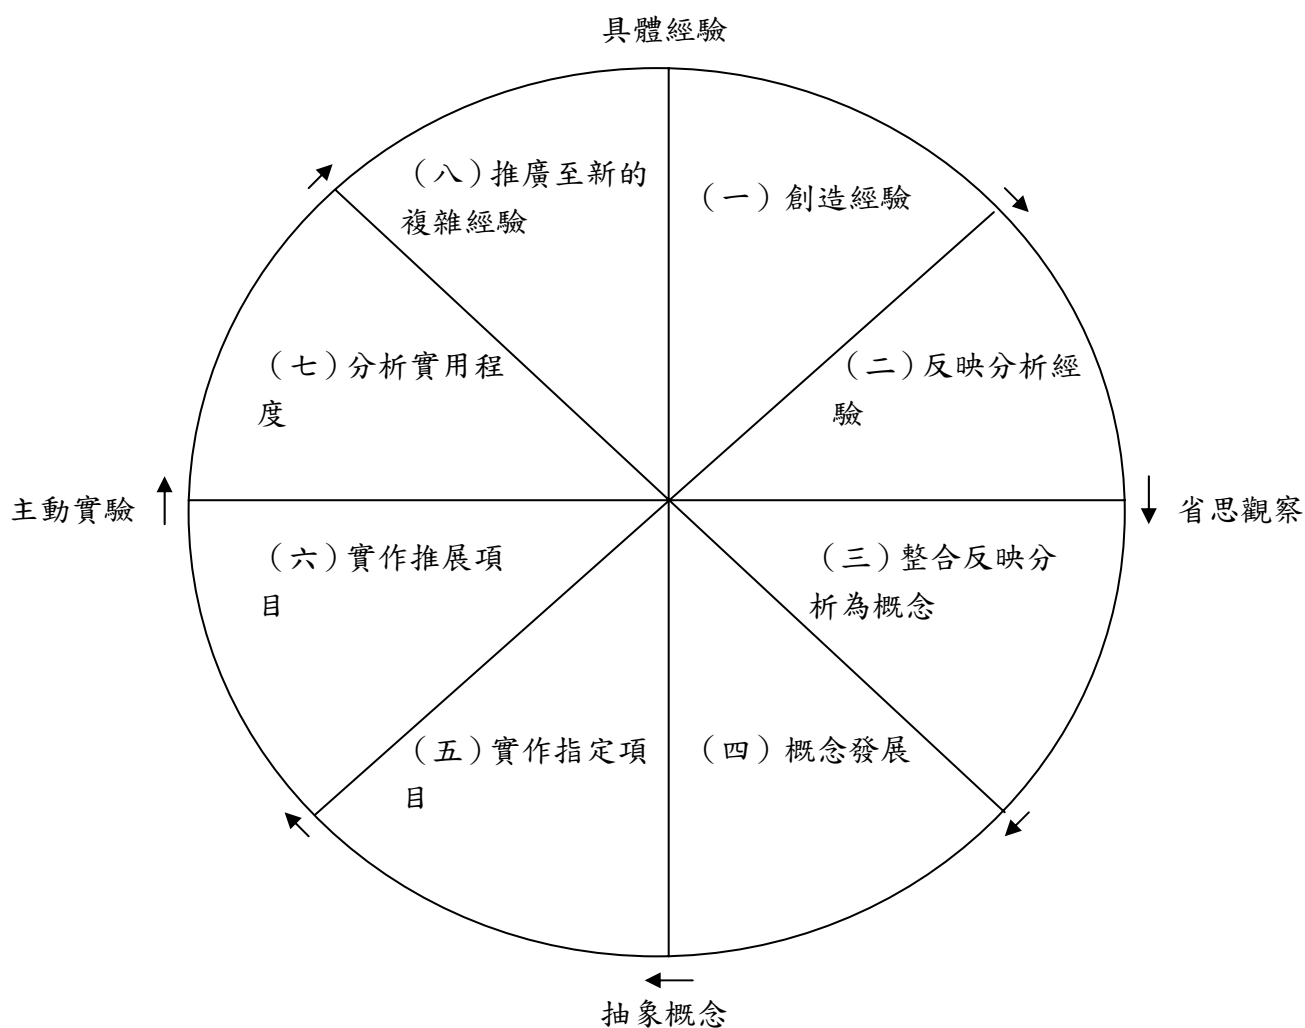 具體經驗
（八）推廣至新的
複雜經驗
（一）創造經驗
（七）分析實用程
度
（二）反映分析經
驗
主動實驗
省思觀察
（六）實作推展項
目
（三）整合反映分
析為概念
（五）實作指定項
目
（四）概念發展
抽象概念